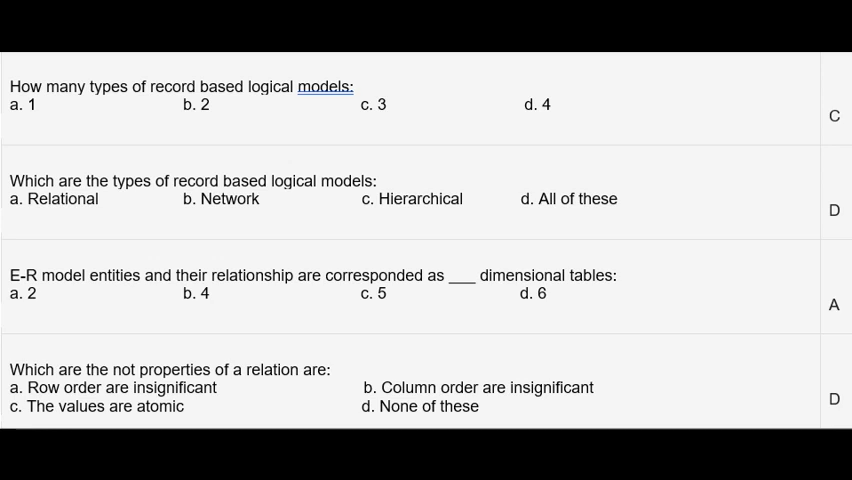 How many types of record based logical models:
a. 1 b. 2 c. 3 d. 4
C
Which are the types of record based logical models:
a. Relational b. Network c. Hierarchical d. All of these
D
E-R model entities and their relationship are corresponded as ___ dimensional tables:
a. 2 b. 4 c. 5 d. 6
A
Which are the not properties of a relation are:
a. Row order are insignificant b. Column order are insignificant
c. The values are atomic d. None of these
D